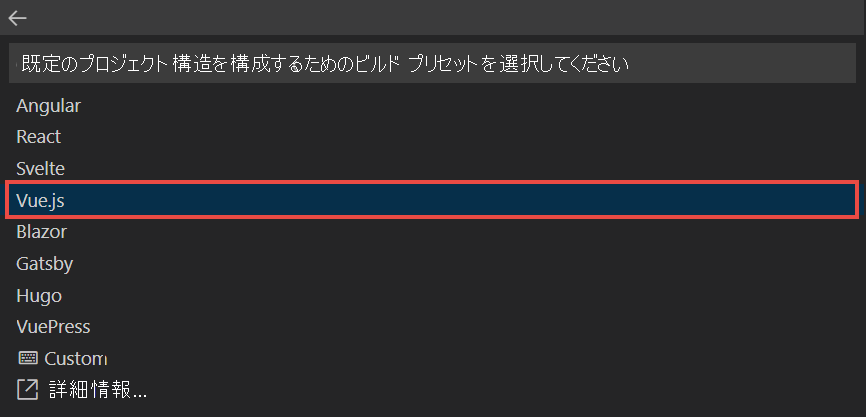 既定のプロジェクト構造を構成するためのビルド プリセットを選択してください
Angular
React
Svelte
Vue.js
Blazor
Gatsby
Hugo
VuePress
Custom
詳細情報...